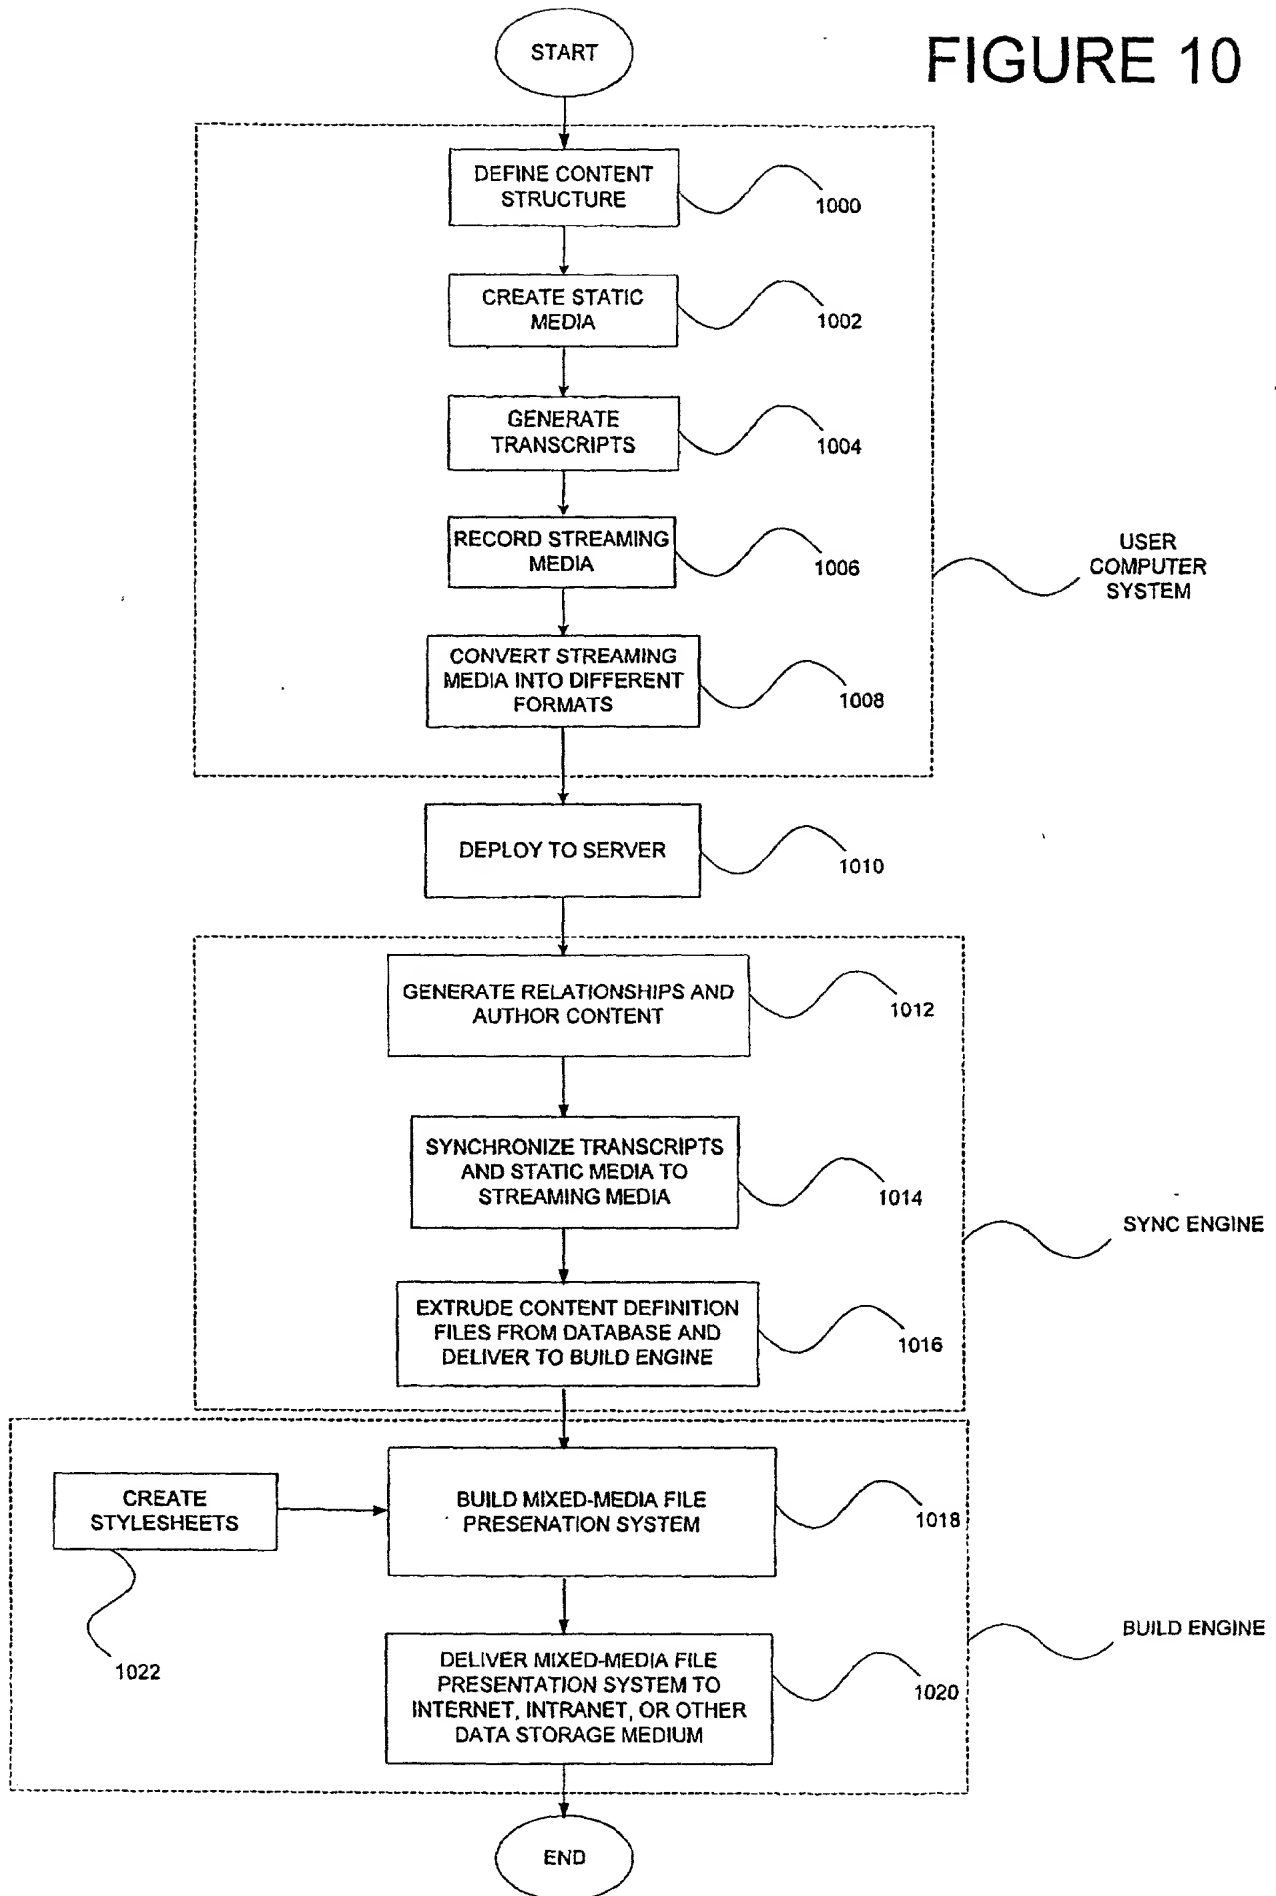 START
FIGURE 10
DEFINE CONTENT
STRUCTURE
1000
CREATE STATIC
MEDIA
1002
GENERATE
TRANSCRIPTS
1004
RECORD STREAMING
MEDIA
1006
USER
COMPUTER
SYSTEM
CONVERT STREAMING
MEDIA INTO DIFFERENT
FORMATS
1008
DEPLOY TO SERVER
1010
GENERATE RELATIONSHIPS AND
AUTHOR CONTENT
1012
SYNCHRONIZE TRANSCRIPTS
AND STATIC MEDIA TO
STREAMING MEDIA
1014
SYNC ENGINE
EXTRUDE CONTENT DEFINITION
FILES FROM DATABASE AND
DELIVER TO BUILD ENGINE
1016
CREATE
STYLESHEETS
1022
BUILD MIXED-MEDIA FILE
PRESENATION SYSTEM
1018
BUILD ENGINE
DELIVER MIXED-MEDIA FILE
PRESENTATION SYSTEM TO
INTERNET, INTRANET, OR OTHER
DATA STORAGE MEDIUM
1020
END